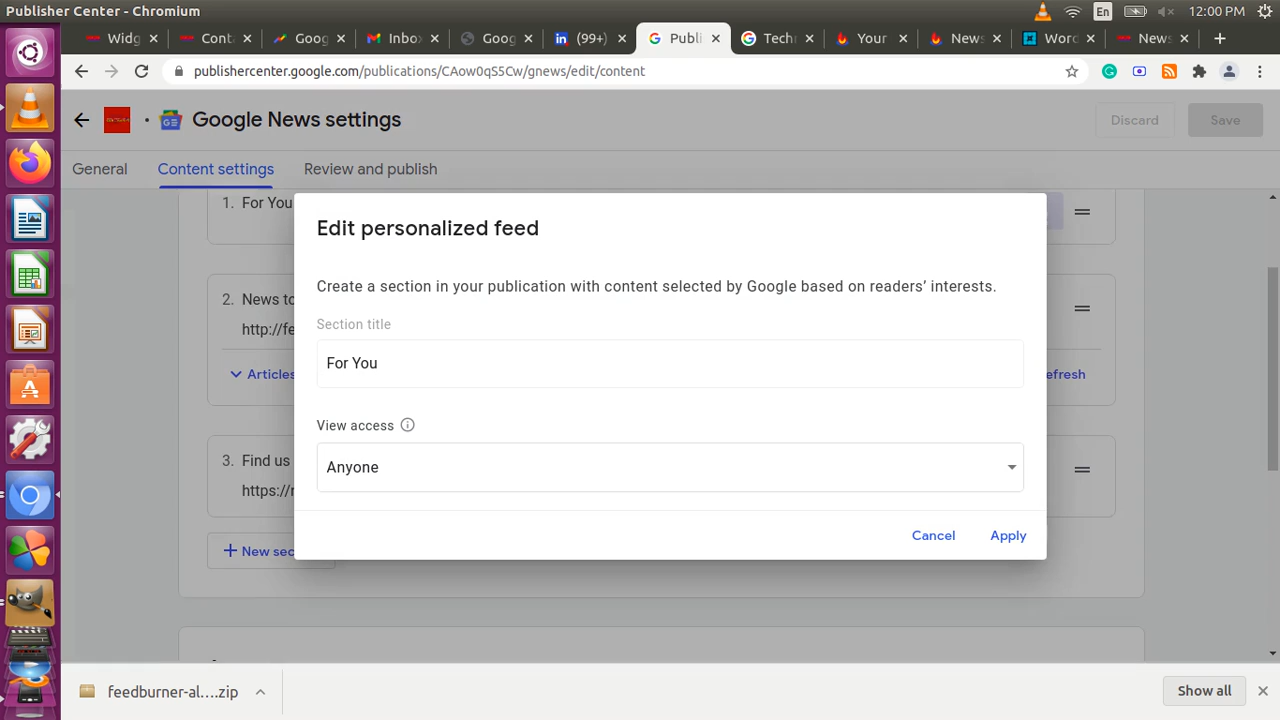 Publisher Center - Chromium
En
12:00 PM
Widg
Cont
Goog
Inbo
Goog
(99+)
Publi
Techn
Your
News
Word
News
publishercenter.google.com/publications/CAow0qS5Cw/gnews/edit/content
Google News settings
Discard
Save
General
Content settings
Review and publish
1. For You
Edit personalized feed
Create a section in your publication with content selected by Google based on readers’ interests.
Section title
For You
View access
Anyone
Cancel
Apply
2. News to
http://fe
Articles
efresh
3. Find us
https://
New sec
feedburner-al....zip
Show all